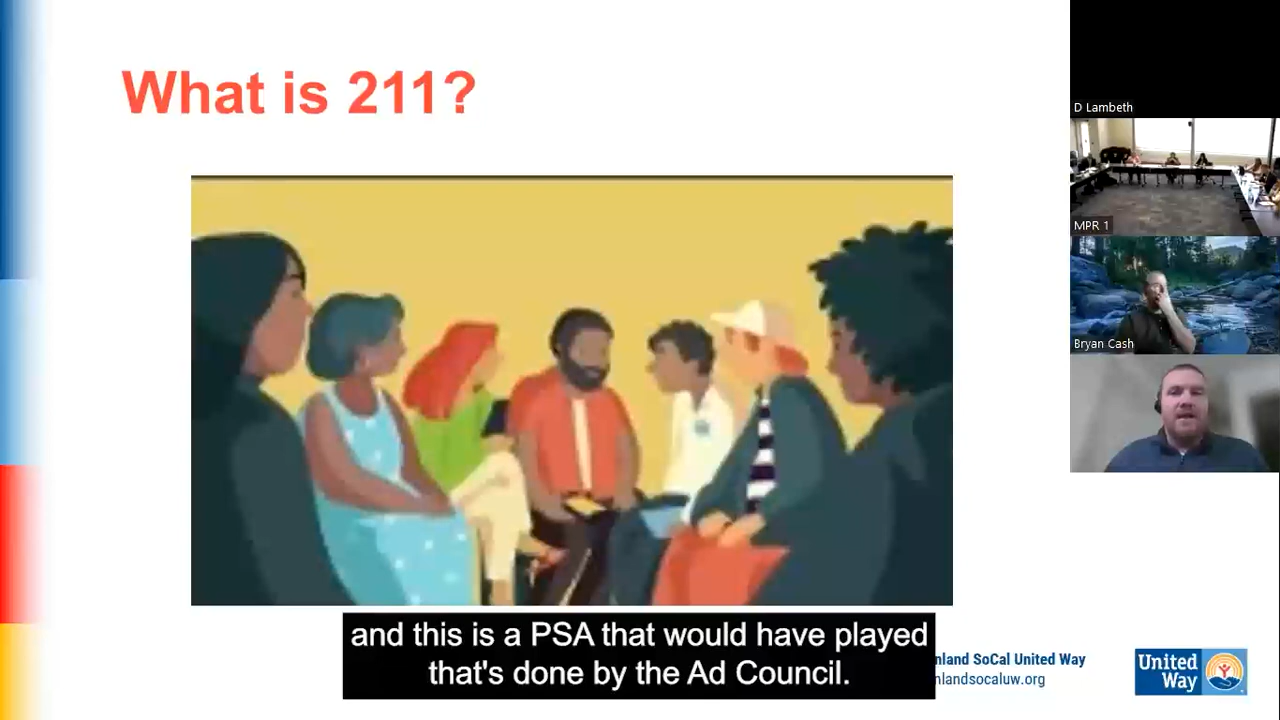 What is 211?
D Lambeth
MPR 1
Bryan Cash
and this is a PSA that would have played
that's done by the Ad Council.
nland SoCal United Way
nlandsocaluw.org
United
Way